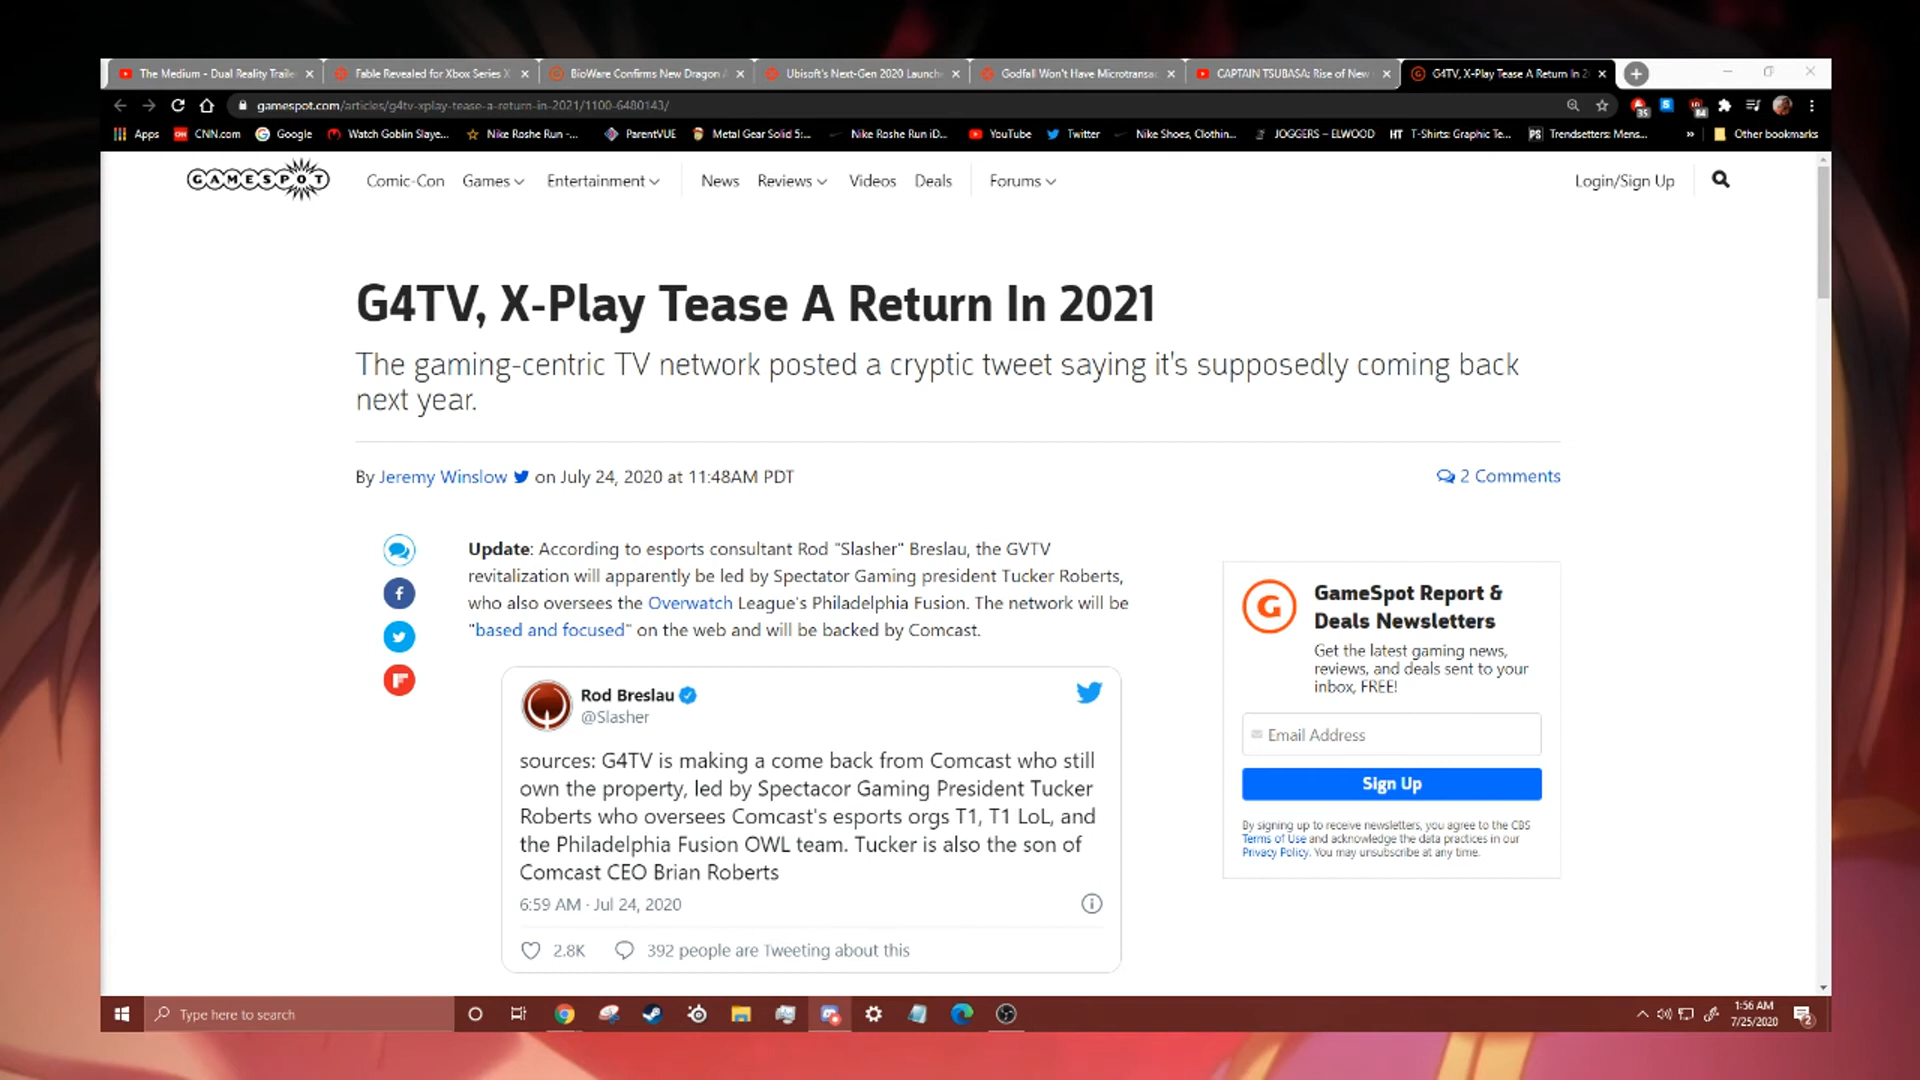 The Medium - Dual Reality Traile
Fable Revealed for Xbox Series X
BioWare Confirms New Dragon
Ubisoft's Next-Gen 2020 Launch
Godfall Won't Have Microtransac
CAPTAIN TSUBASA: Rise of New
G4TV, X-Play Tease A Return In 2
gamespot.com/articles/g4tv-xplay-tease-a-return-in-2021/1100-6480143/
Apps
CNN.com
Google
Watch Goblin Slaye...
Nike Roshe Run -...
ParentVUE
Metal Gear Solid 5:...
Nike Roshe Run iD...
YouTube
Twitter
Nike Shoes, Clothin...
JOGGERS – ELWOOD
HT T-Shirts: Graphic Te...
PS Trendsetters: Mens...
»
Other bookmarks
GAMESPOT
Comic-Con
Games
Entertainment
News
Reviews
Videos
Deals
Forums
Login/Sign Up
G4TV, X-Play Tease A Return In 2021
The gaming-centric TV network posted a cryptic tweet saying it's supposedly coming back
next year.
By Jeremy Winslow on July 24, 2020 at 11:48AM PDT
2 Comments
Update: According to esports consultant Rod "Slasher" Breslau, the GVTV
revitalization will apparently be led by Spectator Gaming president Tucker Roberts,
who also oversees the Overwatch League's Philadelphia Fusion. The network will be
"based and focused" on the web and will be backed by Comcast.
Rod Breslau
@Slasher
sources: G4TV is making a come back from Comcast who still
own the property, led by Spectacor Gaming President Tucker
Roberts who oversees Comcast's esports orgs T1, T1 LoL, and
the Philadelphia Fusion OWL team. Tucker is also the son of
Comcast CEO Brian Roberts
6:59 AM · Jul 24, 2020
2.8K
392 people are Tweeting about this
GameSpot Report &
Deals Newsletters
Get the latest gaming news,
reviews, and deals sent to your
inbox, FREE!
Email Address
Sign Up
By signing up to receive newsletters, you agree to the CBS
Terms of Use and acknowledge the data practices in our
Privacy Policy. You may unsubscribe at any time.
Type here to search
1:56 AM
7/25/2020
2